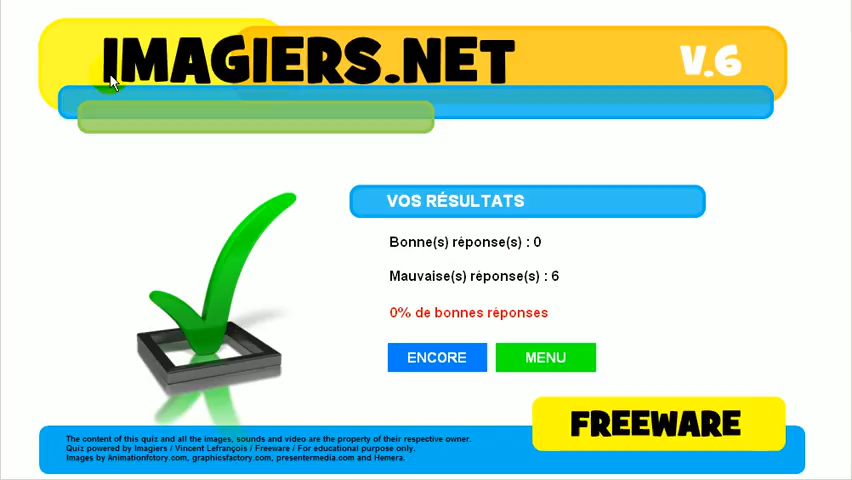 IMAGIERS.NET
V.6
VOS RÉSULTATS
Bonne(s) réponse(s) : 0
Mauvaise(s) réponse(s) : 6
0% de bonnes réponses
ENCORE
MENU
FREEWARE
The content of this quiz and all the images, sounds and video are the property of their respective owner.
Quiz powered by Imagiers / Vincent Lefrançois / Freeware / For educational purpose only.
Images by Animationfctory.com, graphicsfactory.com, presentermedia.com and Hemera.